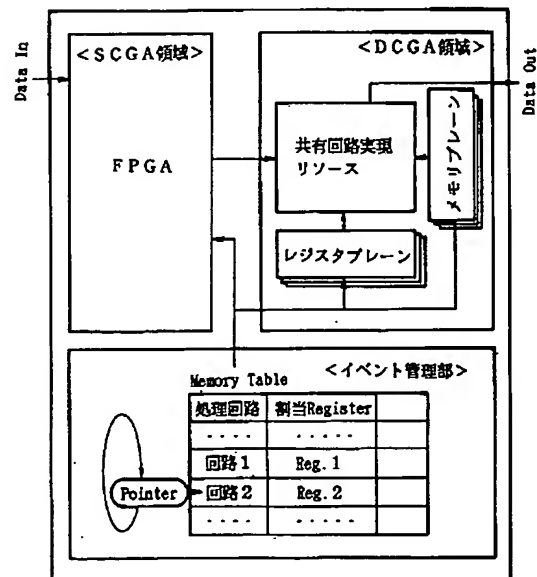 Data In
<SCGA領域>
FPGA
<DCGA領域>
共有回路実現
リソース
メモリプレーン
レジスタプレーン
Data Out
<イベント管理部>
Memory Table
処理回路 割当Register
.... .....
回路1 Reg.1
Pointer 回路2 Reg.2
.... .....